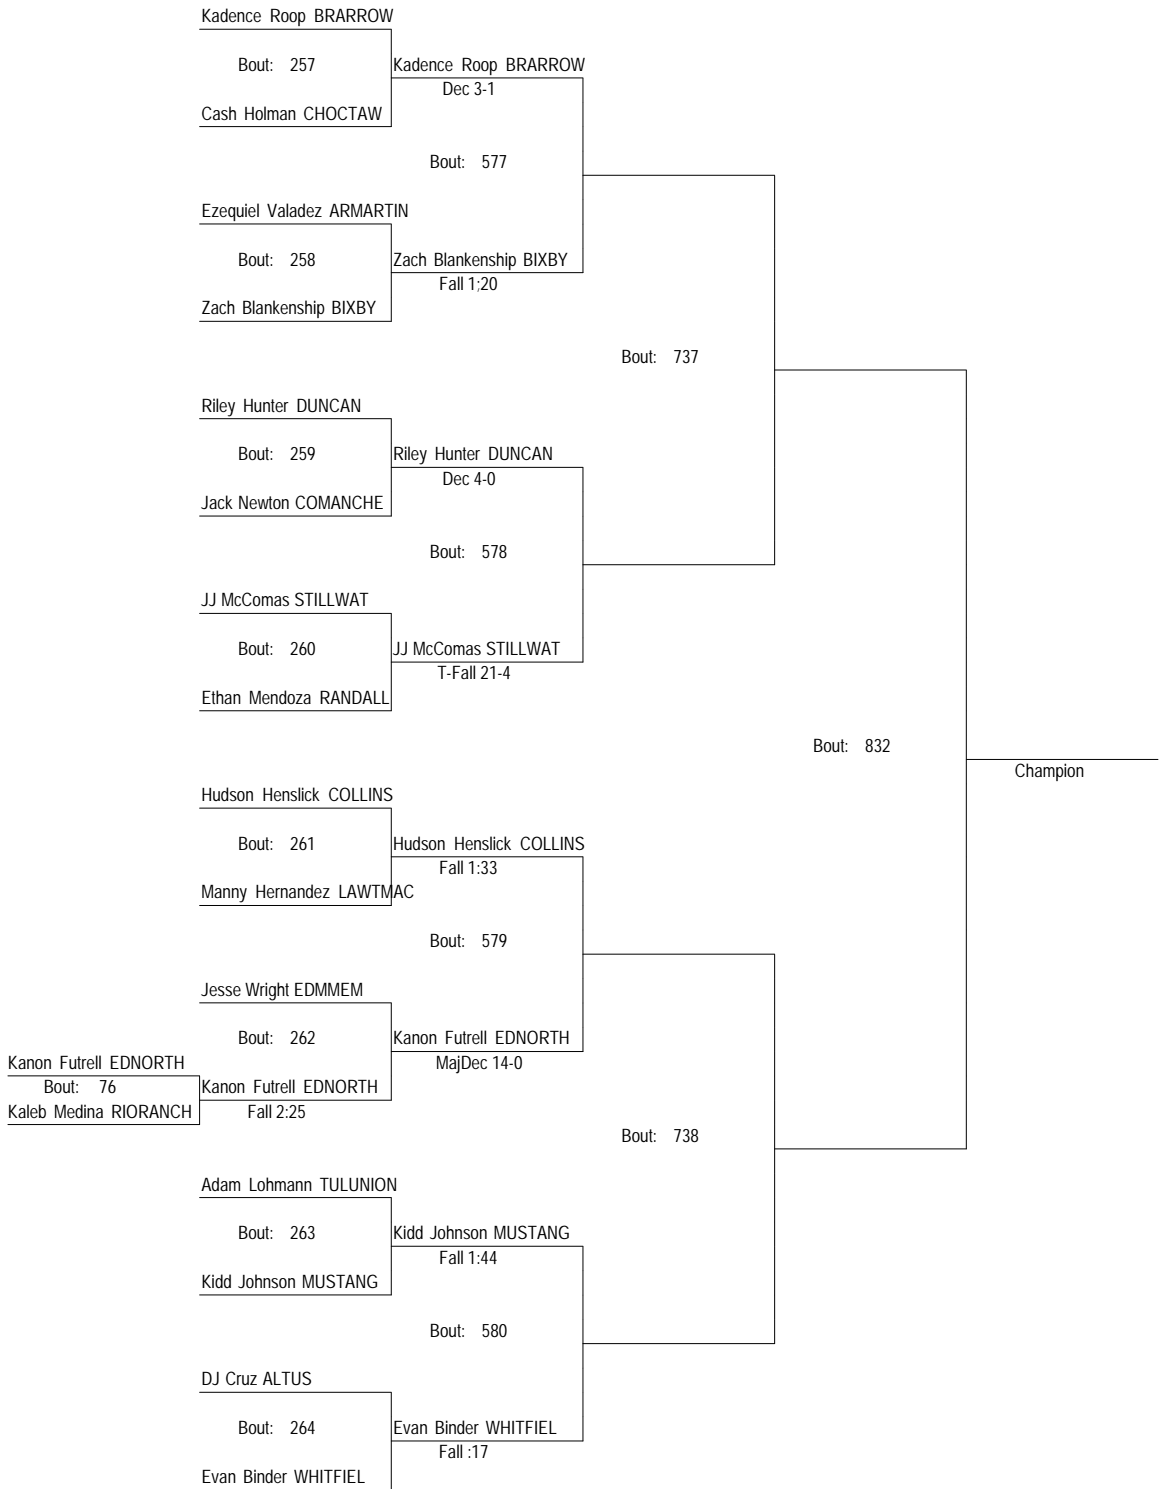 Kadence Roop BRARROW
Bout: 257
Kadence Roop BRARROW
Dec 3-1
Cash Holman CHOCTAW
Bout: 577
Ezequiel Valadez ARMARTIN
Bout: 258
Zach Blankenship BIXBY
Fall 1;20
Zach Blankenship BIXBY
Bout: 737
Riley Hunter DUNCAN
Bout: 259
Riley Hunter DUNCAN
Dec 4-0
Jack Newton COMANCHE
Bout: 578
JJ McComas STILLWAT
Bout: 260
JJ McComas STILLWAT
T-Fall 21-4
Ethan Mendoza RANDALL
Bout: 832
Champion
Hudson Henslick COLLINS
Bout: 261
Hudson Henslick COLLINS
Fall 1:33
Manny Hernandez LAWTMAC
Bout: 579
Jesse Wright EDMMEM
Bout: 262
Kanon Futrell EDNORTH
MajDec 14-0
Kanon Futrell EDNORTH
Bout: 76
Kanon Futrell EDNORTH
Kaleb Medina RIORANCH
Fall 2:25
Bout: 738
Adam Lohmann TULUNION
Bout: 263
Kidd Johnson MUSTANG
Fall 1:44
Kidd Johnson MUSTANG
Bout: 580
DJ Cruz ALTUS
Bout: 264
Evan Binder WHITFIEL
Fall :17
Evan Binder WHITFIEL